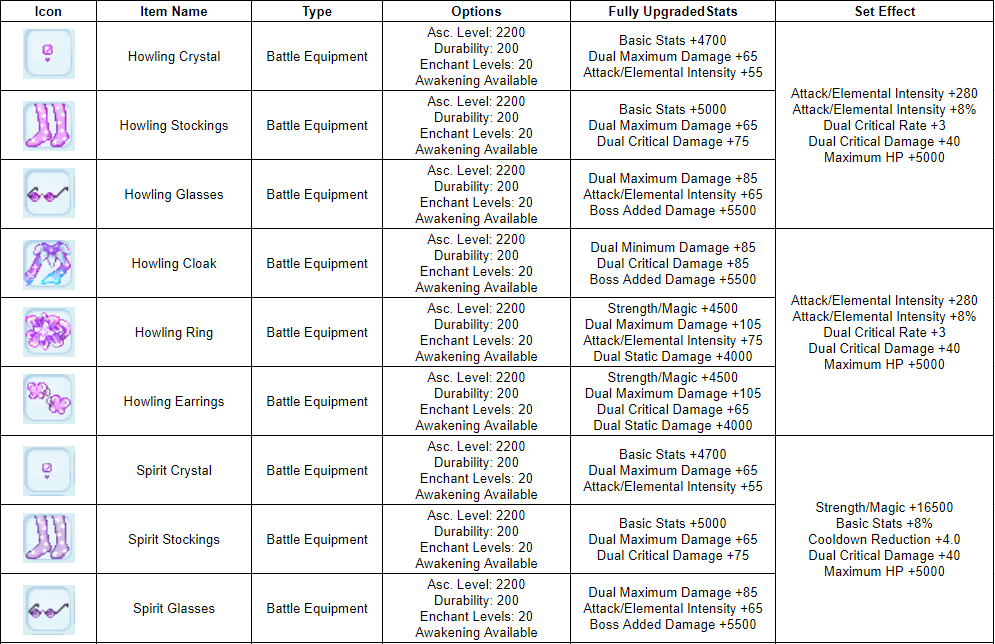 Icon Item Name Type Options Fully Upgraded Stats Set Effect
Howling Crystal
Battle Equipment
Asc. Level: 2200
Durability: 200
Enchant Levels: 20
Awakening Available
Basic Stats +4700
Dual Maximum Damage +65
Attack/Elemental Intensity +55
Attack/Elemental Intensity +280
Attack/Elemental Intensity +8%
Dual Critical Rate +3
Dual Critical Damage +40
Maximum HP +5000
Howling Stockings
Battle Equipment
Asc. Level: 2200
Durability: 200
Enchant Levels: 20
Awakening Available
Basic Stats +5000
Dual Maximum Damage +65
Dual Critical Damage +75
Howling Glasses
Battle Equipment
Asc. Level: 2200
Durability: 200
Enchant Levels: 20
Awakening Available
Dual Maximum Damage +85
Attack/Elemental Intensity +65
Boss Added Damage +5500
Howling Cloak
Battle Equipment
Asc. Level: 2200
Durability: 200
Enchant Levels: 20
Awakening Available
Dual Minimum Damage +85
Dual Critical Damage +85
Boss Added Damage +5500
Attack/Elemental Intensity +280
Attack/Elemental Intensity +8%
Dual Critical Rate +3
Dual Critical Damage +40
Maximum HP +5000
Howling Ring
Battle Equipment
Asc. Level: 2200
Durability: 200
Enchant Levels: 20
Awakening Available
Strength/Magic +4500
Dual Maximum Damage +105
Attack/Elemental Intensity +75
Dual Static Damage +4000
Howling Earrings
Battle Equipment
Asc. Level: 2200
Durability: 200
Enchant Levels: 20
Awakening Available
Strength/Magic +4500
Dual Maximum Damage +105
Dual Critical Damage +65
Dual Static Damage +4000
Spirit Crystal
Battle Equipment
Asc. Level: 2200
Durability: 200
Enchant Levels: 20
Awakening Available
Basic Stats +4700
Dual Maximum Damage +65
Attack/Elemental Intensity +55
Strength/Magic +16500
Basic Stats +8%
Cooldown Reduction +4.0
Dual Critical Damage +40
Maximum HP +5000
Spirit Stockings
Battle Equipment
Asc. Level: 2200
Durability: 200
Enchant Levels: 20
Awakening Available
Basic Stats +5000
Dual Maximum Damage +65
Dual Critical Damage +75
Spirit Glasses
Battle Equipment
Asc. Level: 2200
Durability: 200
Enchant Levels: 20
Awakening Available
Dual Maximum Damage +85
Attack/Elemental Intensity +65
Boss Added Damage +5500